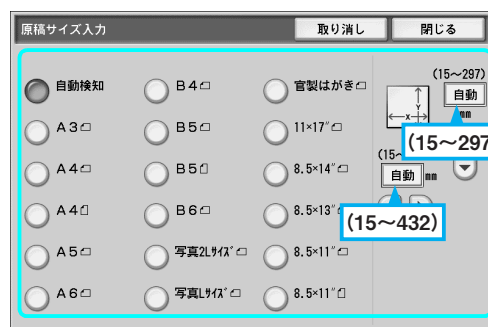 原稿サイズ入力 取り消し 閉じる
自動検知 B4 官製はがき
A3 B5 11×17″
A4 B5 8.5×14″
A4 B6 8.5×13″
A5 写真2Lサイズ 8.5×11″
A6 写真Lサイズ 8.5×11″
(15～297)
自動
Y
X
(15～297
自動 mm
(15～432)